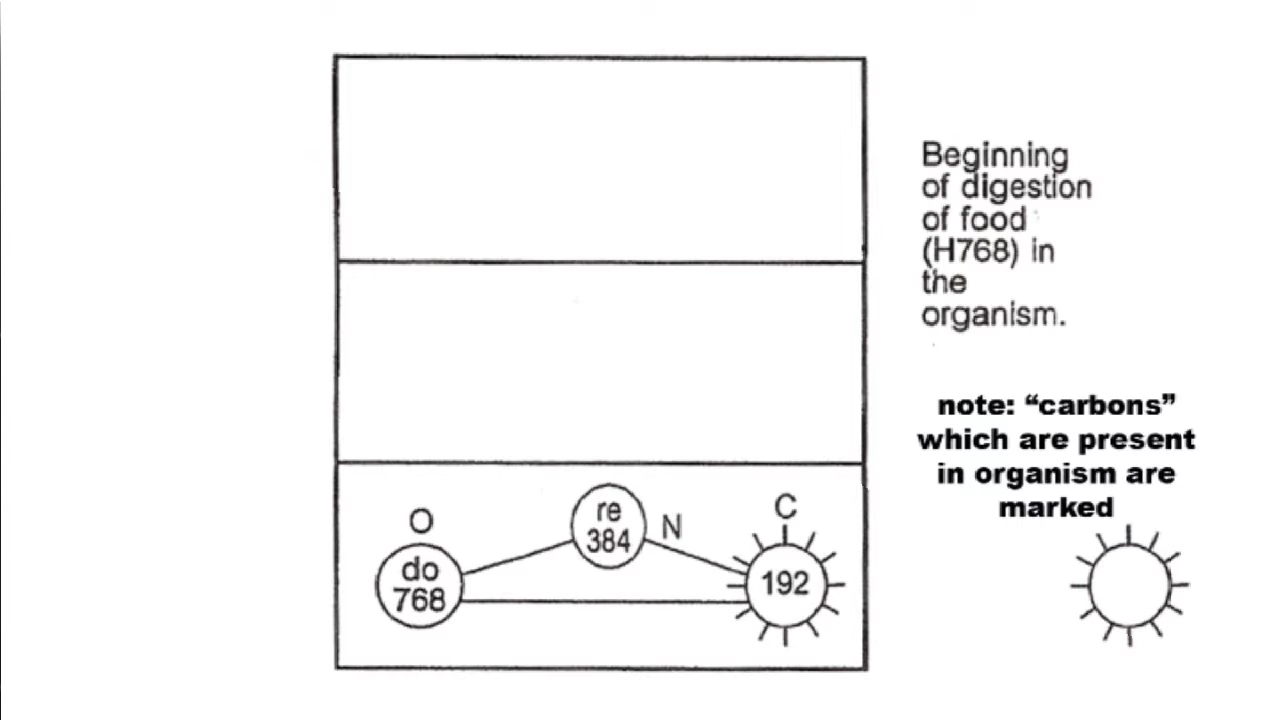 Beginning
of digestion
of food
(H768) in
the
organism.
note: “carbons”
which are present
in organism are
marked
O
do
768
re
384
N
C
192